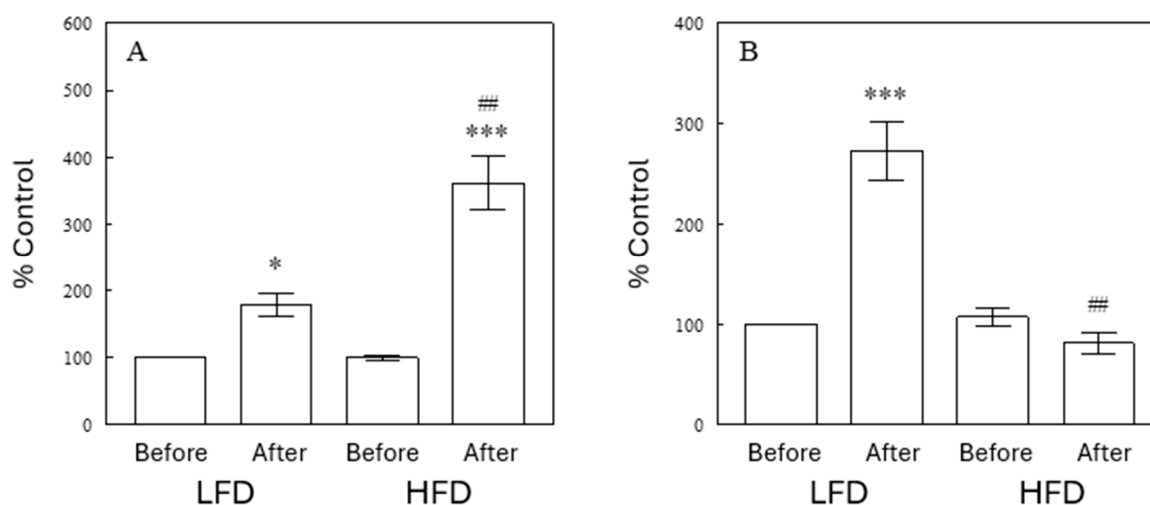 A
% Control
600
500
400
300
200
100
0
*
##
***
Before After Before After
LFD HFD
B
% Control
400
300
200
100
0
***
##
Before After Before After
LFD HFD